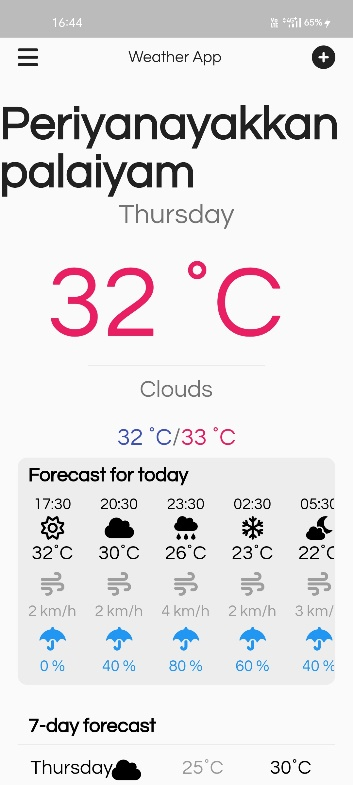 16:44
65%
Weather App
Periyanayakkan
palaiyam
Thursday
32 °C
Clouds
32 °C/33 °C
Forecast for today
17:30 20:30 23:30 02:30 05:30
32°C 30°C 26°C 23°C 22°C
2 km/h 2 km/h 4 km/h 2 km/h 3 km/
0 % 40 % 80 % 60 % 40 %
7-day forecast
Thursday 25°C 30°C